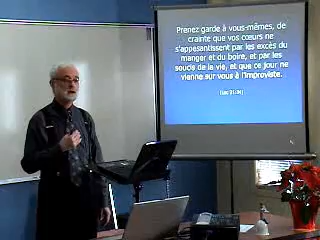 Prenez garde à vous-mêmes, de
crainte que vos cœurs ne
s'appesantissent par les excès du
manger et du boire, et par les
soucis de la vie, et que ce jour ne
vienne sur vous à l'improviste.